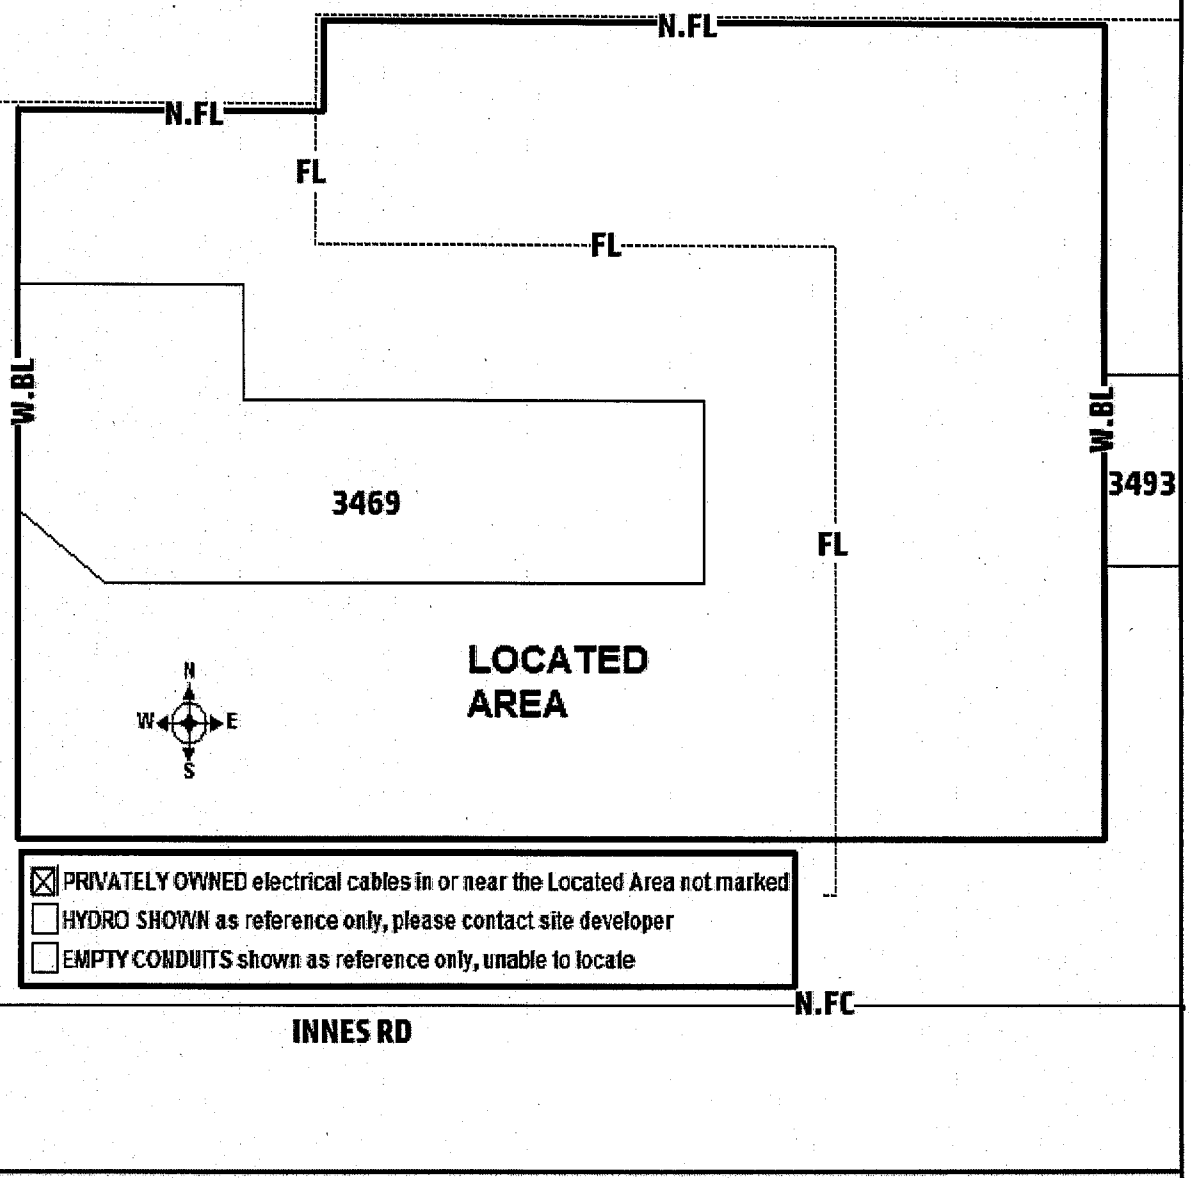 N.FL
N.FL
FL
FL
W.BL
W.BL
3493
3469
FL
LOCATED
AREA
N
W E
S
PRIVATELY OWNED electrical cables in or near the Located Area not marked
HYDRO SHOWN as reference only, please contact site developer
EMPTY CONDUITS shown as reference only, unable to locate
N.FC
INNES RD